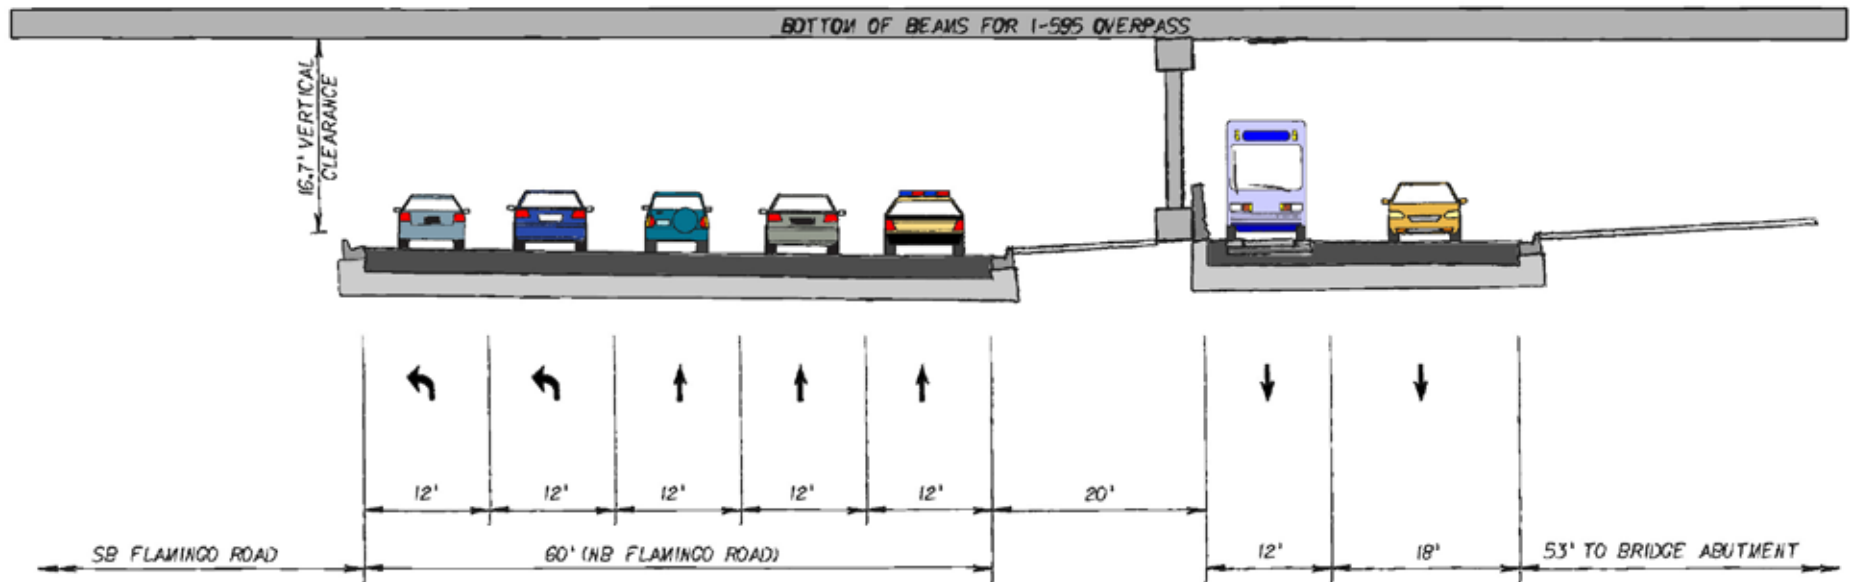 BOTTOM OF BEAMS FOR I-595 OVERPASS
16.7' VERTICAL
CLEARANCE
12'
12'
12'
12'
12'
20'
SB FLAMINGO ROAD
60' (NB FLAMINGO ROAD)
12'
18'
53' TO BRIDGE ABUTMENT